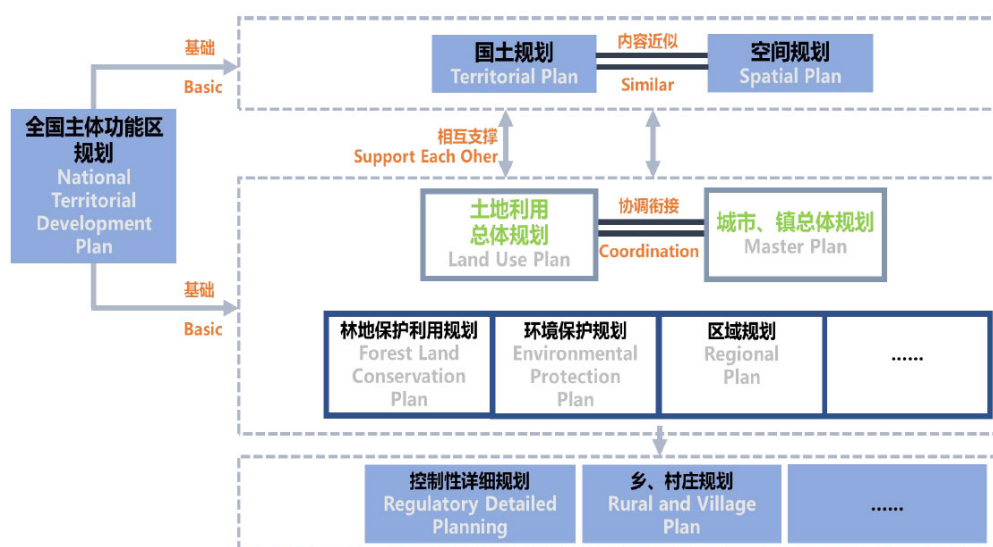 基础
Basic
国土规划
Territorial Plan
内容近似
Similar
空间规划
Spatial Plan
全国主体功能区
规划
National
Territorial
Development
Plan
相互支撑
Support Each Oher
土地利用
总体规划
Land Use Plan
协调衔接
Coordination
城市、镇总体规划
Master Plan
基础
Basic
林地保护利用规划
Forest Land
Conservation
Plan
环境保护规划
Environmental
Protection
Plan
区域规划
Regional
Plan
......
控制性详细规划
Regulatory Detailed
Planning
乡、村庄规划
Rural and Village
Plan
......